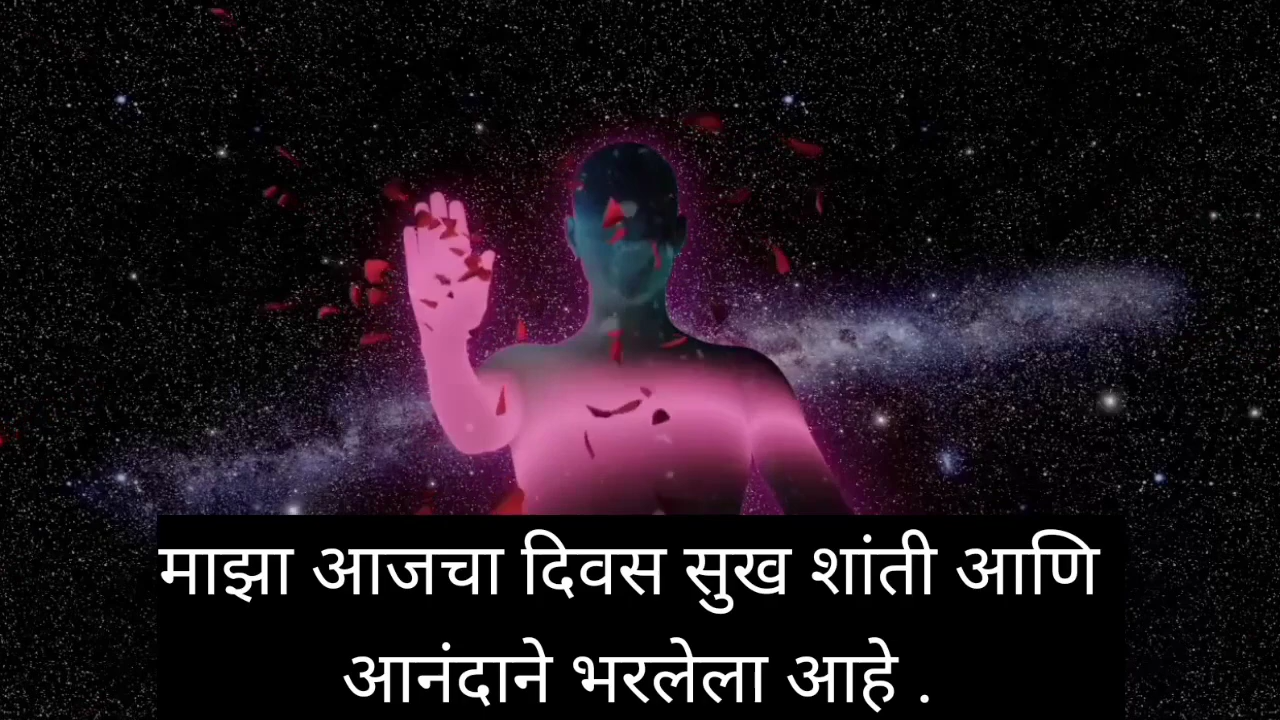 माझा आजचा दिवस सुख शांती आणि
आनंदाने भरलेला आहे .